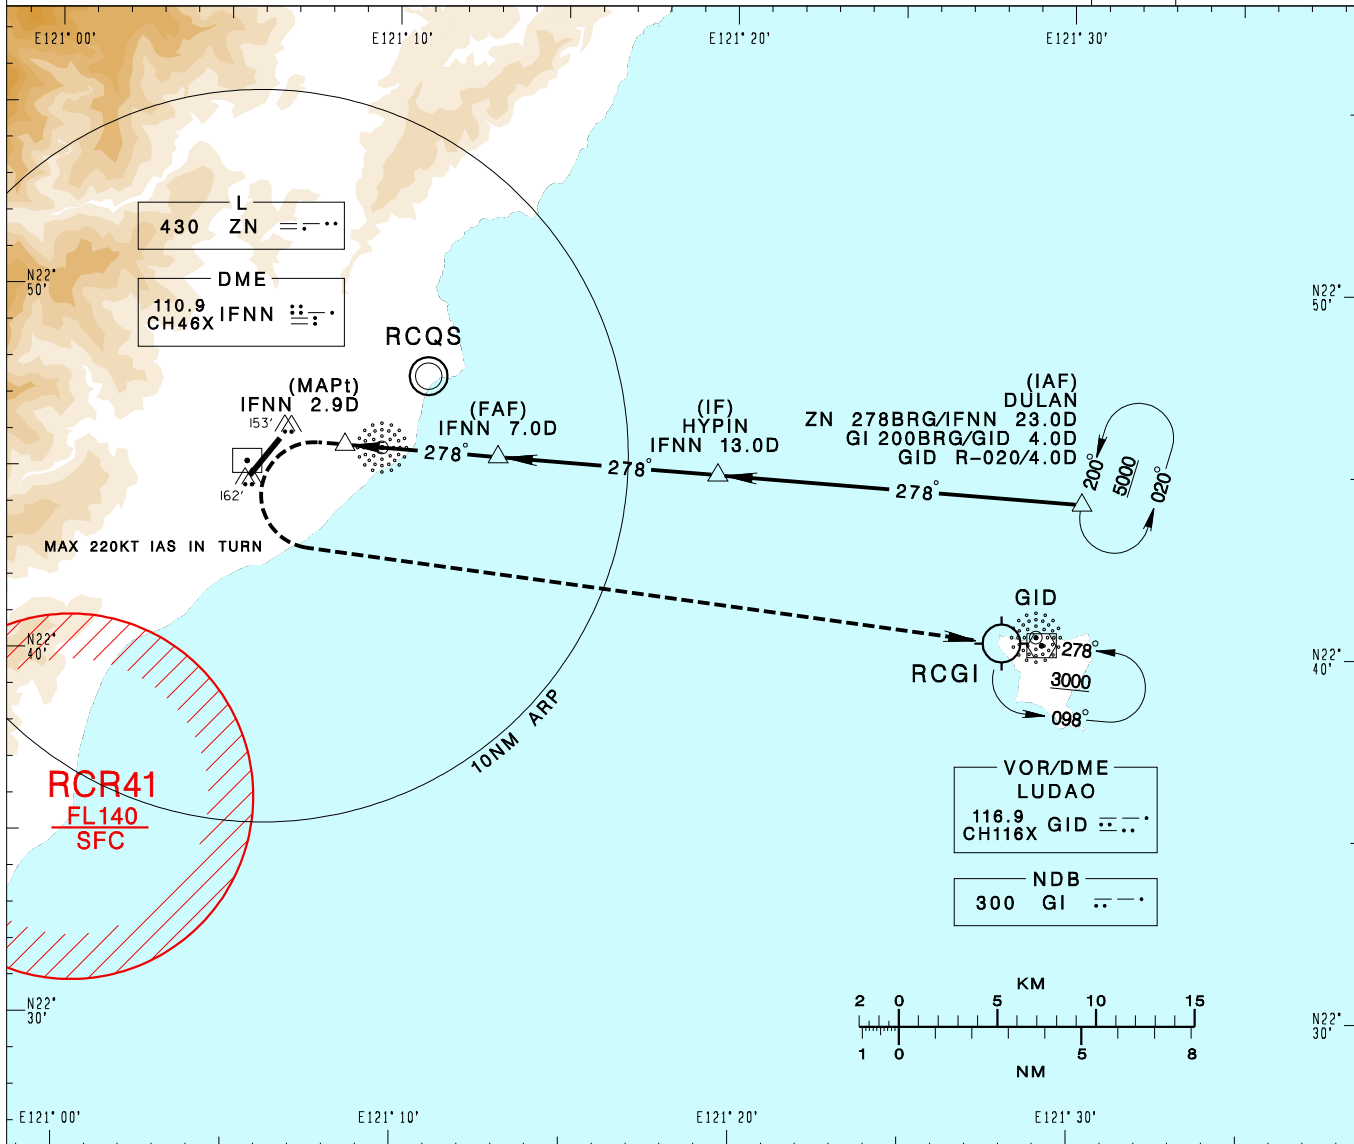 E121° 00'
E121° 10'
E121° 20'
E121° 30'
L
430 ZN
DME
110.9
CH46X IFNN
N22°
50'
N22°
50'
RCQS
(MAPt)
IFNN 2.9D
153'
162'
(FAF)
IFNN 7.0D
(IF)
HYPIN
IFNN 13.0D
(IAF)
DULAN
ZN 278BRG/IFNN 23.0D
GI 200BRG/GID 4.0D
GID R-020/4.0D
278°
278°
278°
200°
5000
020°
MAX 220KT IAS IN TURN
N22°
40'
N22°
40'
GID
RCGI
278°
3000
098°
10NM ARP
RCR41
FL140
SFC
VOR/DME
LUDAO
116.9
CH116X GID
NDB
300 GI
N22°
30'
N22°
30'
KM
2 0 5 10 15
1 0 5 8
NM
E121° 00'
E121° 10'
E121° 20'
E121° 30'